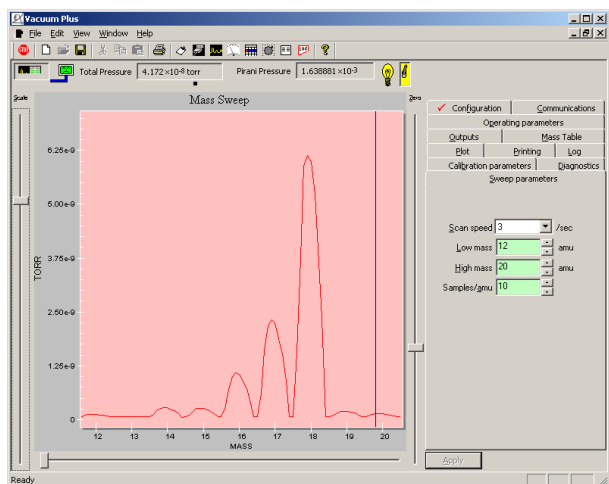 Vacuum Plus
File Edit View Window Help
STOP
Total Pressure 4.172×10-8 torr Pirani Pressure 1.638881×10-3
Scale Mass Sweep Zero
TORR
6.25e-9
5.00e-9
3.75e-9
2.50e-9
1.25e-9
0
12 13 14 15 16 17 18 19 20
MASS
Configuration Communications
Operating parameters
Outputs Mass Table
Plot Printing Log
Calibration parameters Diagnostics
Sweep parameters
Scan speed 3 /sec
Low mass 12 amu
High mass 20 amu
Samples/amu 10
Apply
Ready